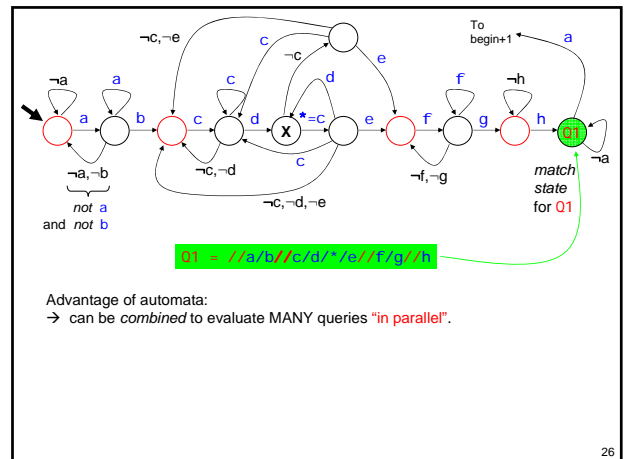 To
begin+1
a
¬c,¬e
c
¬c
e
¬a
a
c
d
f
¬h
a
b
c
d
X
*=c
e
f
g
h
Q1
¬a
¬a,¬b
¬c,¬d
c
¬f,¬g
not a
and not b
¬c,¬d,¬e
match
state
for Q1
Q1 = //a/b//c/d/*/e//f/g//h
Advantage of automata:
→ can be combined to evaluate MANY queries “in parallel”.
26